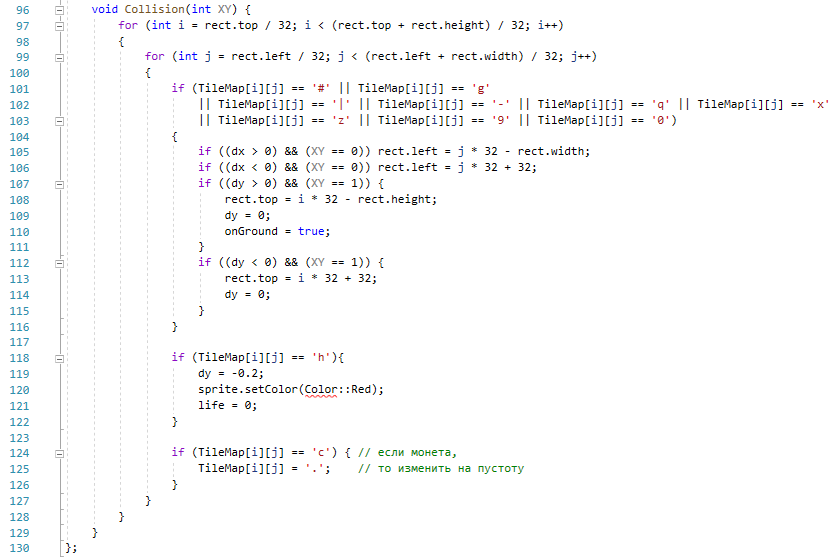 96 void Collision(int XY) {
97 for (int i = rect.top / 32; i < (rect.top + rect.height) / 32; i++)
98 {
99 for (int j = rect.left / 32; j < (rect.left + rect.width) / 32; j++)
100 {
101 if (TileMap[i][j] == '#' || TileMap[i][j] == 'g'
102 || TileMap[i][j] == '|' || TileMap[i][j] == '-' || TileMap[i][j] == 'q' || TileMap[i][j] == 'x'
103 || TileMap[i][j] == 'z' || TileMap[i][j] == '9' || TileMap[i][j] == '0')
104 {
105 if ((dx > 0) && (XY == 0)) rect.left = j * 32 - rect.width;
106 if ((dx < 0) && (XY == 0)) rect.left = j * 32 + 32;
107 if ((dy > 0) && (XY == 1)) {
108 rect.top = i * 32 - rect.height;
109 dy = 0;
110 onGround = true;
111 }
112 if ((dy < 0) && (XY == 1)) {
113 rect.top = i * 32 + 32;
114 dy = 0;
115 }
116 }
117
118 if (TileMap[i][j] == 'h'){
119 dy = -0.2;
120 sprite.setColor(Color::Red);
121 life = 0;
122 }
123
124 if (TileMap[i][j] == 'c') { // если монета,
125 TileMap[i][j] = '.'; // то изменить на пустоту
126 }
127 }
128 }
129 }
130 };